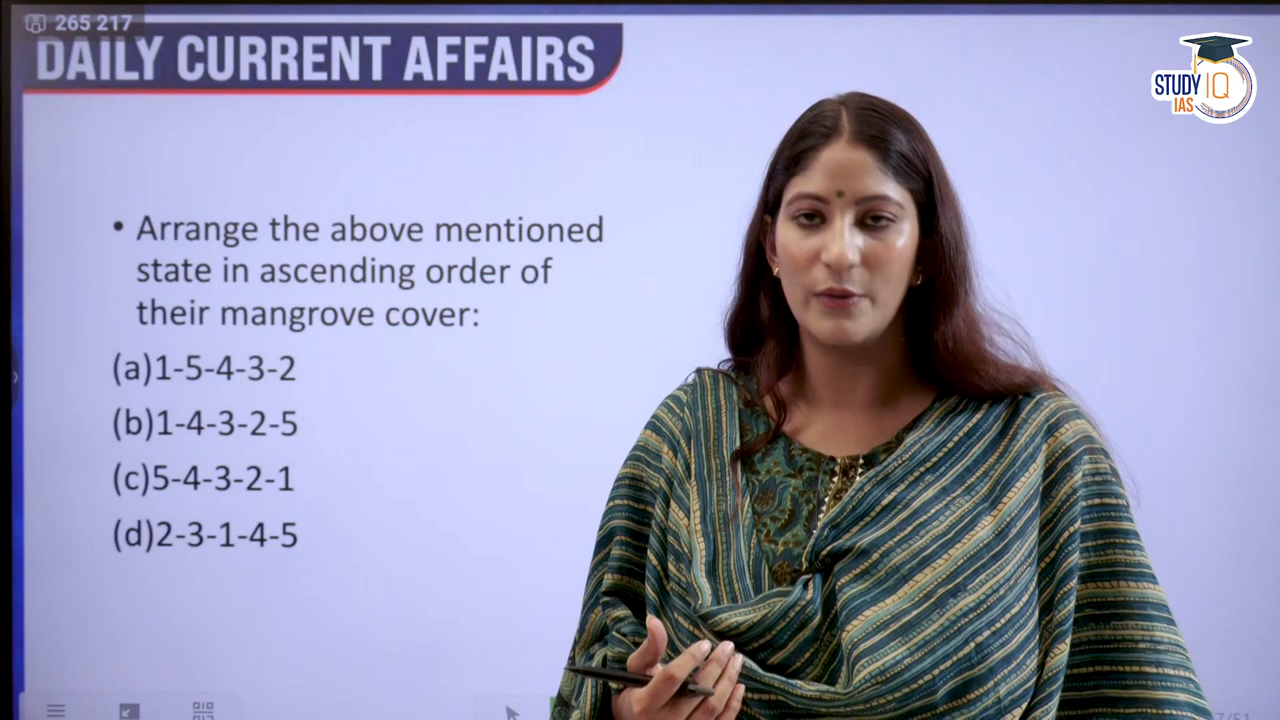 265 217
DAILY CURRENT AFFAIRS
STUDY IQ
IAS
• Arrange the above mentioned
state in ascending order of
their mangrove cover:
(a)1-5-4-3-2
(b)1-4-3-2-5
(c)5-4-3-2-1
(d)2-3-1-4-5